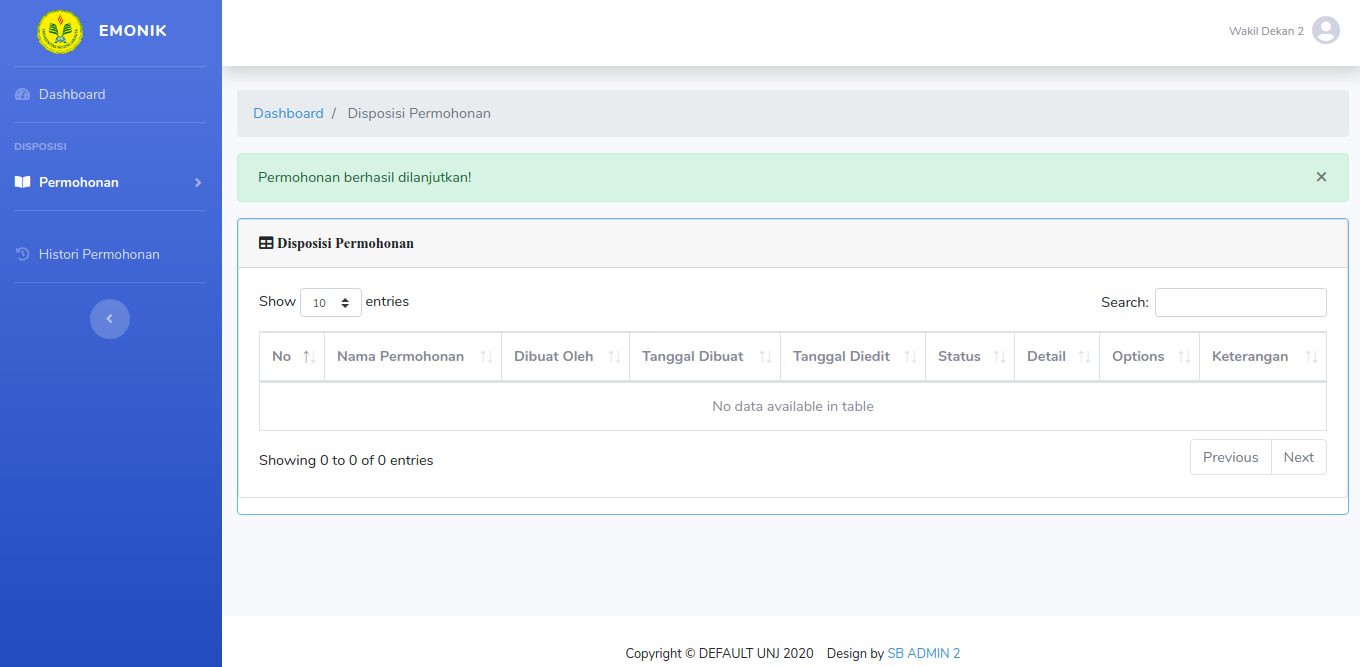 EMONIK
Wakil Dekan 2
Dashboard
DISPOSISI
Permohonan
Histori Permohonan
Dashboard / Disposisi Permohonan
Permohonan berhasil dilanjutkan! ×
Disposisi Permohonan
Show 10 entries Search:
No Nama Permohonan Dibuat Oleh Tanggal Dibuat Tanggal Diedit Status Detail Options Keterangan
No data available in table
Showing 0 to 0 of 0 entries Previous Next
Copyright © DEFAULT UNJ 2020 Design by SB ADMIN 2